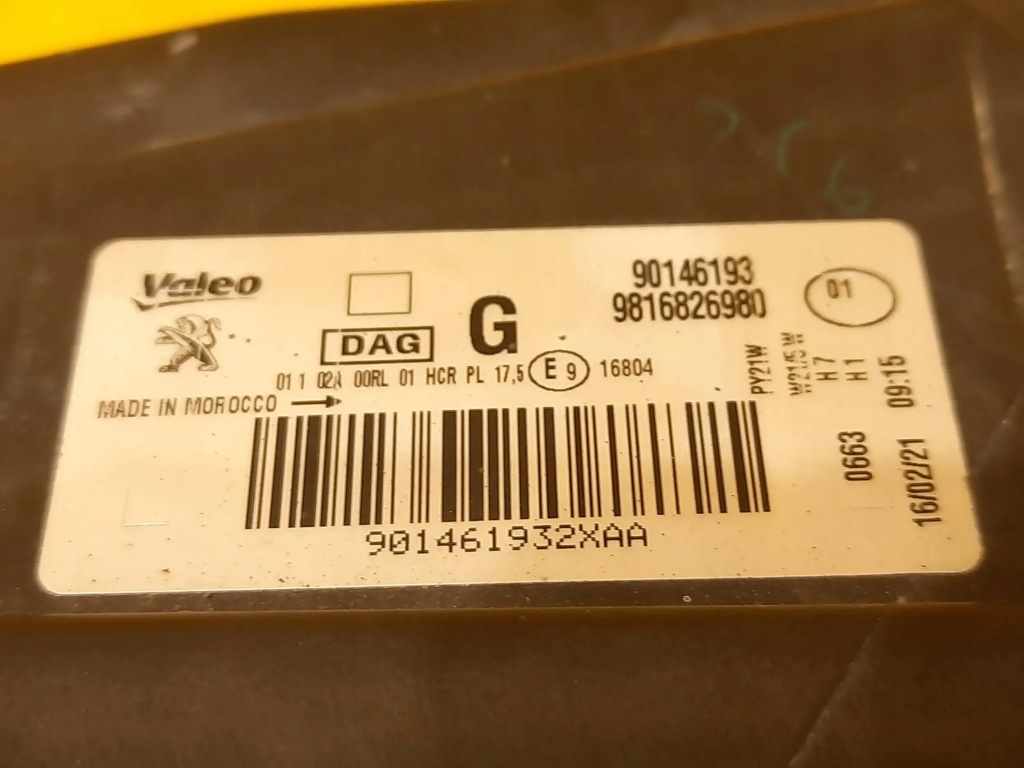 Valeo
90146193
9816826980
01
DAG
G
01 1 02A 00RL 01 HCR PL 17,5 E 9 16804
MADE IN MOROCCO
901461932XAA
PY21W
W21/5W
H7
H1
0663
16/02/21 09:15